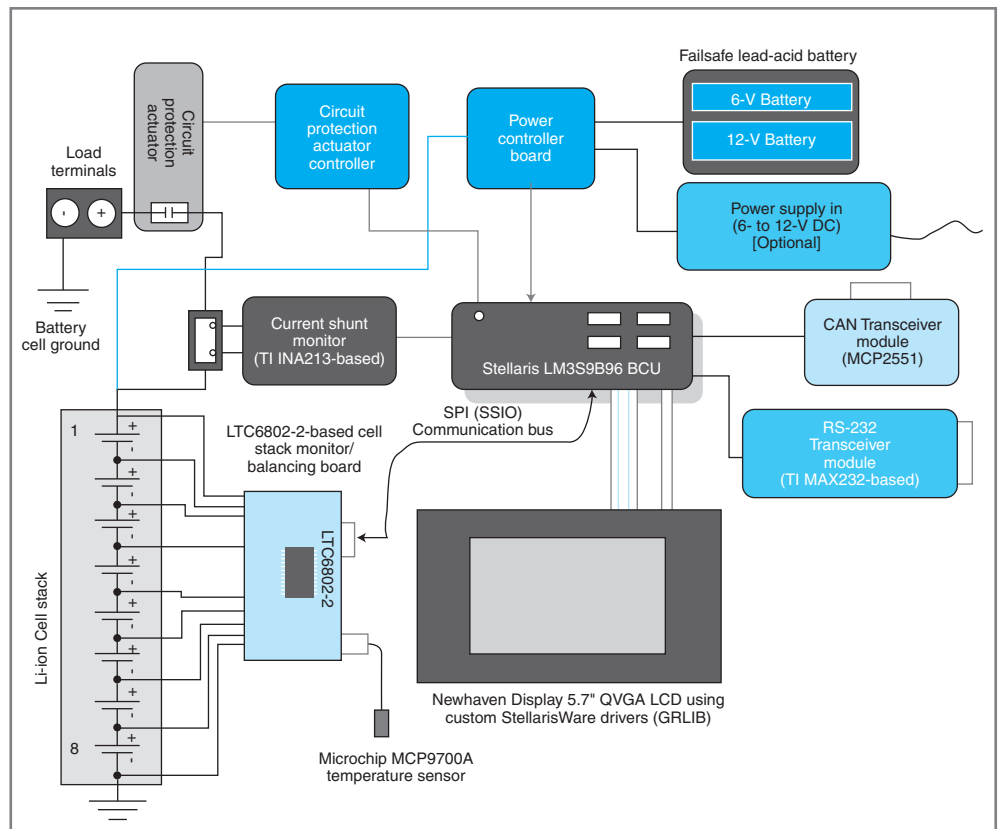 Failsafe lead-acid battery
6-V Battery
12-V Battery
Circuit
protection
actuator
Circuit
protection
actuator
controller
Power
controller
board
Load
terminals
-
+
Power supply in
(6- to 12-V DC)
[Optional]
Battery
cell ground
Current shunt
monitor
(TI INA213-based)
Stellaris LM3S9B96 BCU
CAN Transceiver
module
(MCP2551)
SPI (SSIO)
Communication bus
RS-232
Transceiver
module
(TI MAX232-based)
LTC6802-2-based cell
stack monitor/
balancing board
LTC6802-2
Li-ion Cell stack
1
+
-
+
-
+
-
+
-
+
-
+
-
+
-
8
+
-
Newhaven Display 5.7" QVGA LCD using
custom StellarisWare drivers (GRLIB)
Microchip MCP9700A
temperature sensor